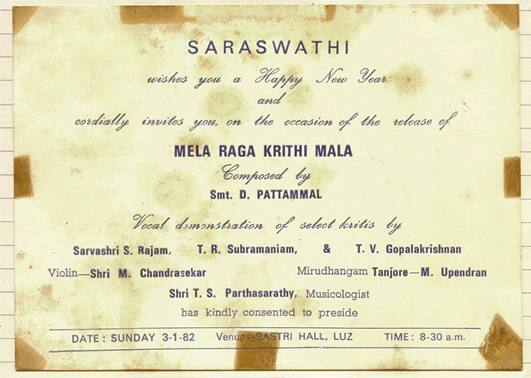 SARASWATHI
wishes you a Happy New Year
and
cordially invites you, on the occasion of the release of
MELA RAGA KRITHI MALA
Composed by
Smt. D. PATTAMMAL
Vocal demonstration of select kritis by
Sarvashri S. Rajam, T. R. Subramaniam, & T. V. Gopalakrishnan
Violin—Shri M. Chandrasekar Mirudhangam Tanjore—M. Upendran
Shri T. S. Parthasarathy, Musicologist
has kindly consented to preside
DATE : SUNDAY 3-1-82 Venue—SASTRI HALL, LUZ TIME : 8-30 a.m.